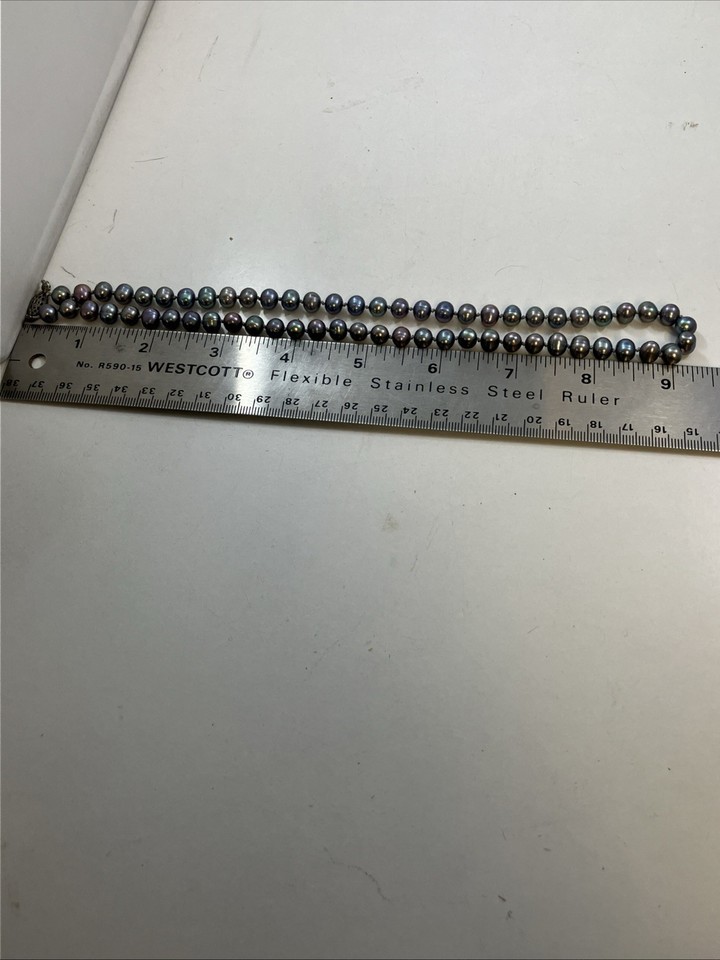 1 2 3 4 5 6 7 8 9
No. R590-15 WESTCOTT® Flexible Stainless Steel Ruler
38 37 36 35 34 33 32 31 30 29 28 27 26 25 24 23 22 21 20 19 18 17 16 15